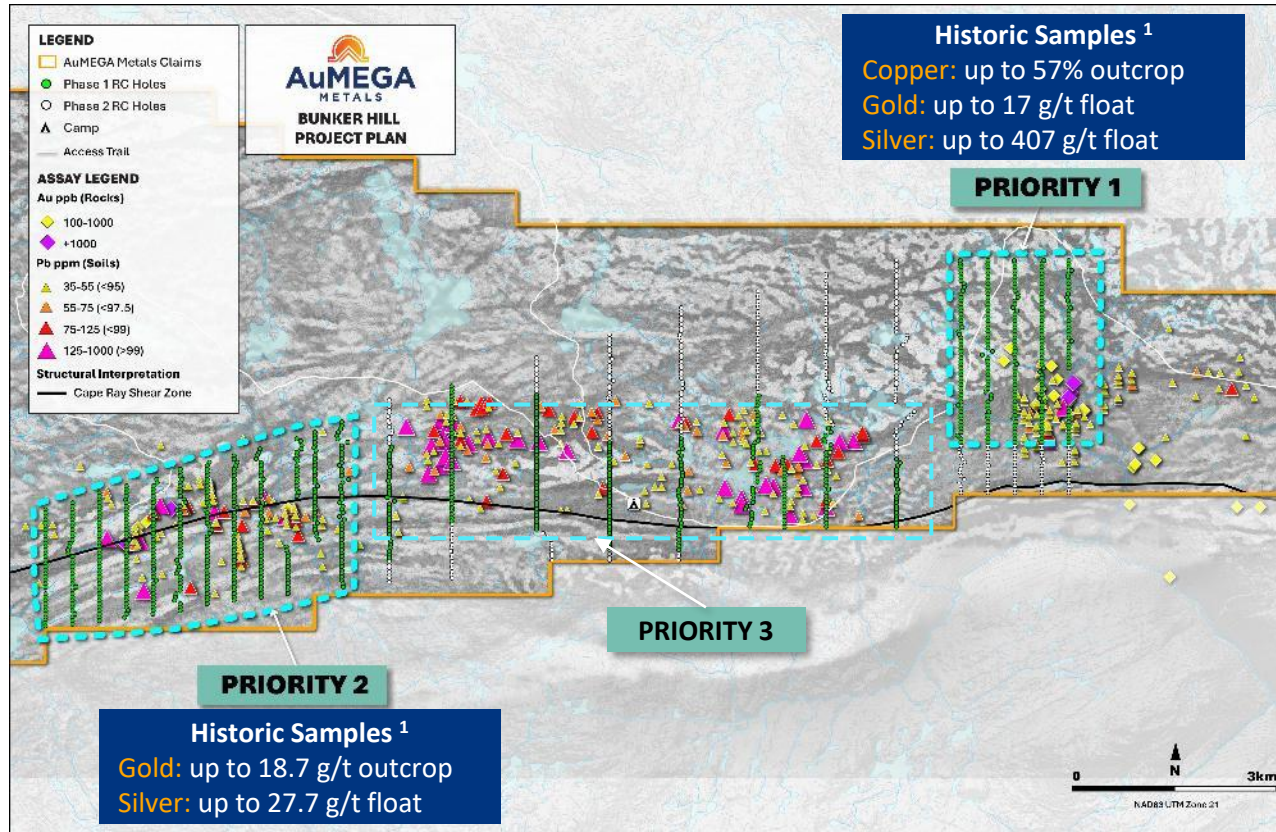 LEGEND
AuMEGA Metals Claims
Phase 1 RC Holes
Phase 2 RC Holes
Camp
Access Trail
ASSAY LEGEND
Au ppb (Rocks)
100-1000
+1000
Pb ppm (Soils)
35-55 (<95)
55-75 (<97.5)
75-125 (<99)
125-1000 (>99)
Structural Interpretation
Cape Ray Shear Zone
AuMEGA
METALS
BUNKER HILL
PROJECT PLAN
Historic Samples 1
Copper: up to 57% outcrop
Gold: up to 17 g/t float
Silver: up to 407 g/t float
PRIORITY 1
PRIORITY 3
PRIORITY 2
Historic Samples 1
Gold: up to 18.7 g/t outcrop
Silver: up to 27.7 g/t float
N
0 3km
NAD83 UTM Zone 21